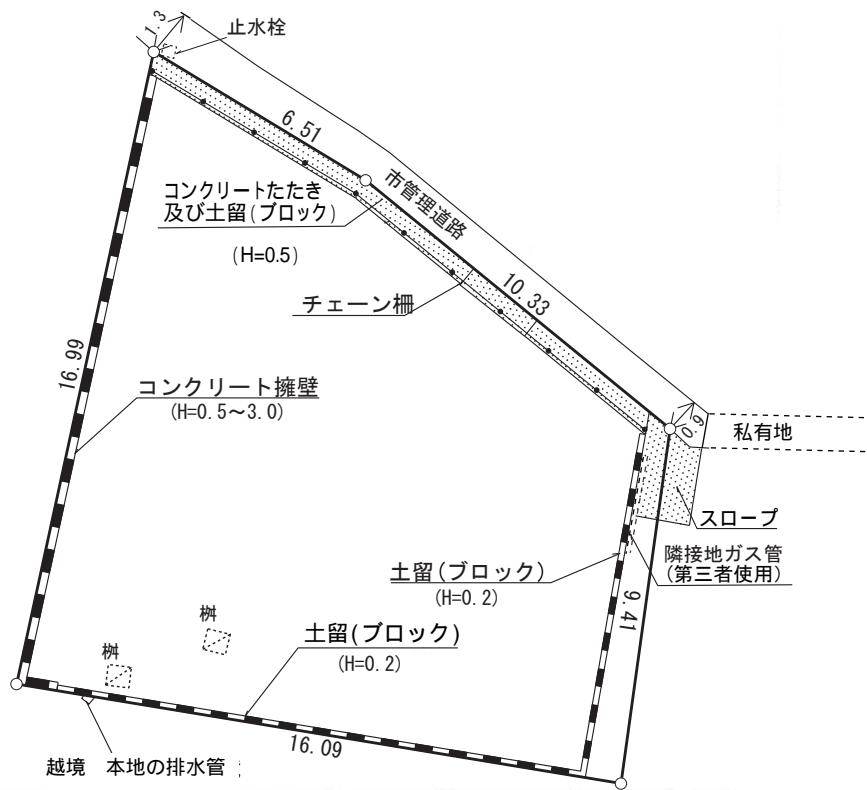 1.3
止水栓
6.51
コンクリートたたき
及び土留(ブロック)
(H=0.5)
市管理道路
10.33
チェーン柵
16.99
コンクリート擁壁
(H=0.5～3.0)
0.9
私有地
スロープ
隣接地ガス管
(第三者使用)
土留(ブロック)
(H=0.2)
9.41
桝
桝
土留(ブロック)
(H=0.2)
16.09
越境 本地の排水管